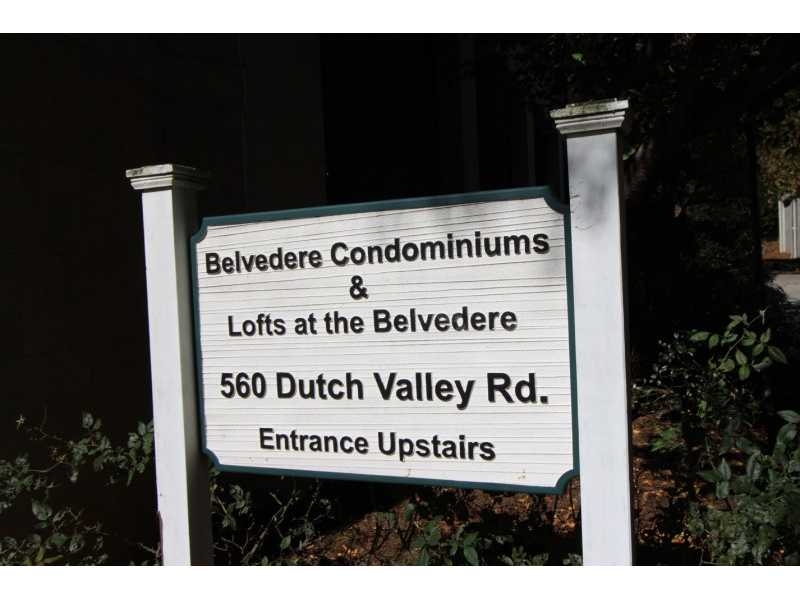 Belvedere Condominiums
&
Lofts at the Belvedere
560 Dutch Valley Rd.
Entrance Upstairs